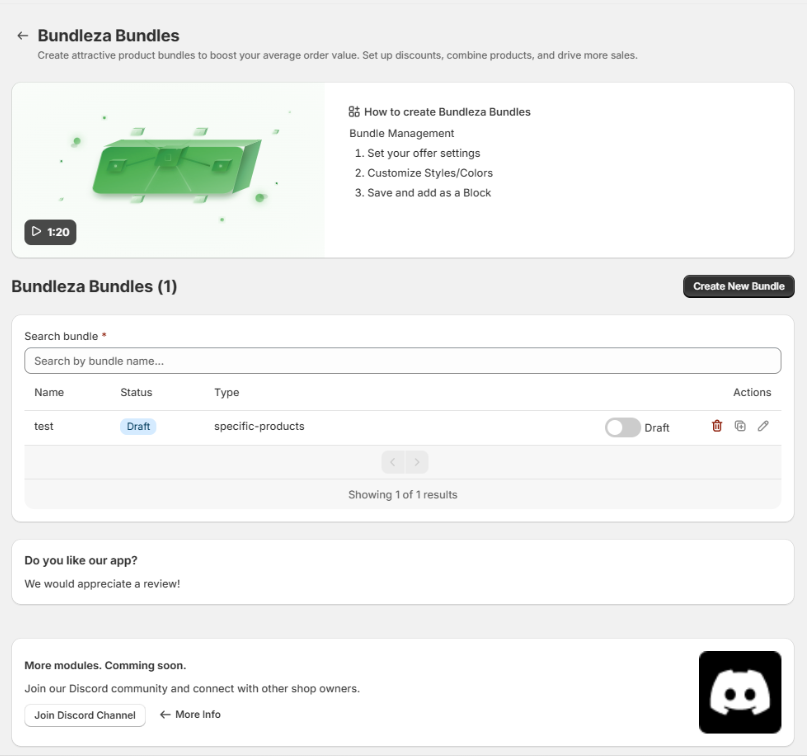 Bundleza Bundles
Create attractive product bundles to boost your average order value. Set up discounts, combine products, and drive more sales.
How to create Bundleza Bundles
Bundle Management
1. Set your offer settings
2. Customize Styles/Colors
3. Save and add as a Block
1:20
Bundleza Bundles (1)
Create New Bundle
Search bundle *
Search by bundle name...
Name Status Type Actions
test Draft specific-products Draft
Showing 1 of 1 results
Do you like our app?
We would appreciate a review!
More modules. Comming soon.
Join our Discord community and connect with other shop owners.
Join Discord Channel ← More Info